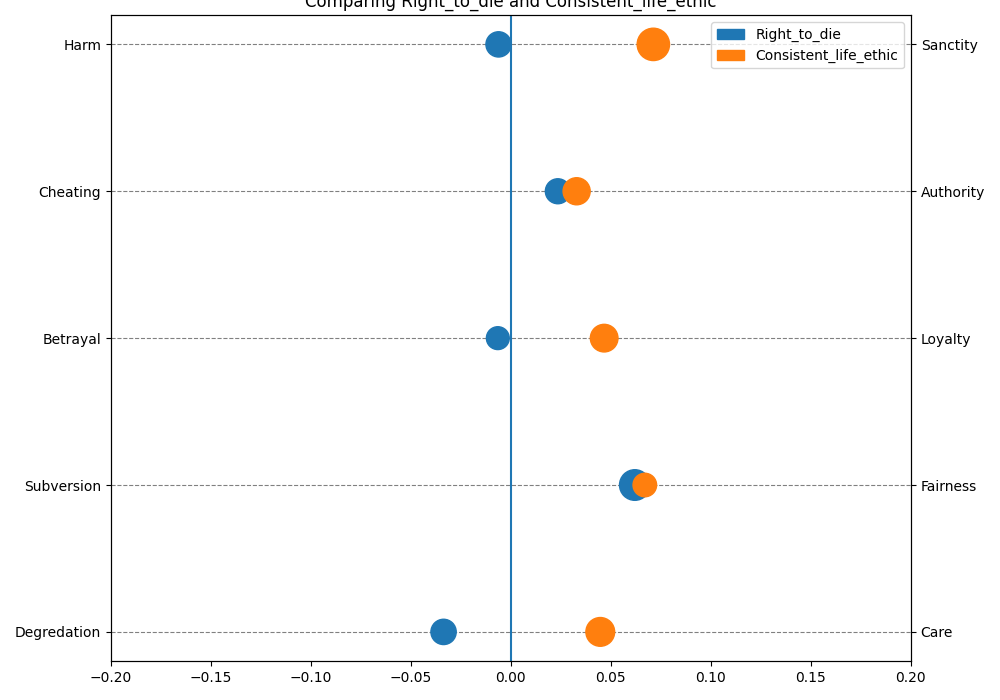 Comparing Right_to_die and Consistent_life_ethic
Right_to_die
Consistent_life_ethic
Harm
Sanctity
Cheating
Authority
Betrayal
Loyalty
Subversion
Fairness
Degredation
Care
−0.20 −0.15 −0.10 −0.05 0.00 0.05 0.10 0.15 0.20